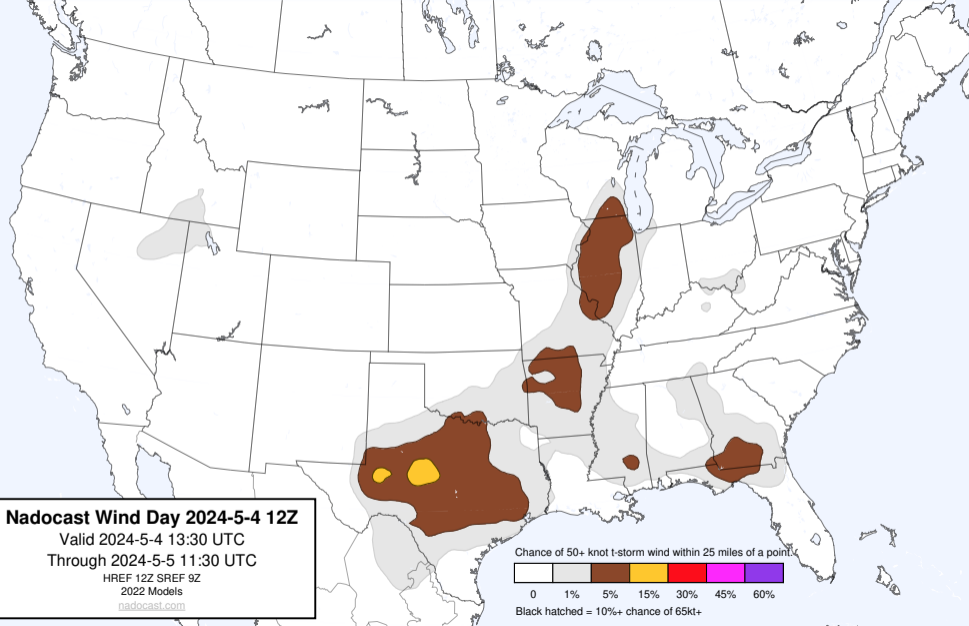 Nadocast Wind Day 2024-5-4 12Z
Valid 2024-5-4 13:30 UTC
Through 2024-5-5 11:30 UTC
HREF 12Z SREF 9Z
2022 Models
nadocast.com
Chance of 50+ knot t-storm wind within 25 miles of a point.
0 1% 5% 15% 30% 45% 60%
Black hatched = 10%+ chance of 65kt+